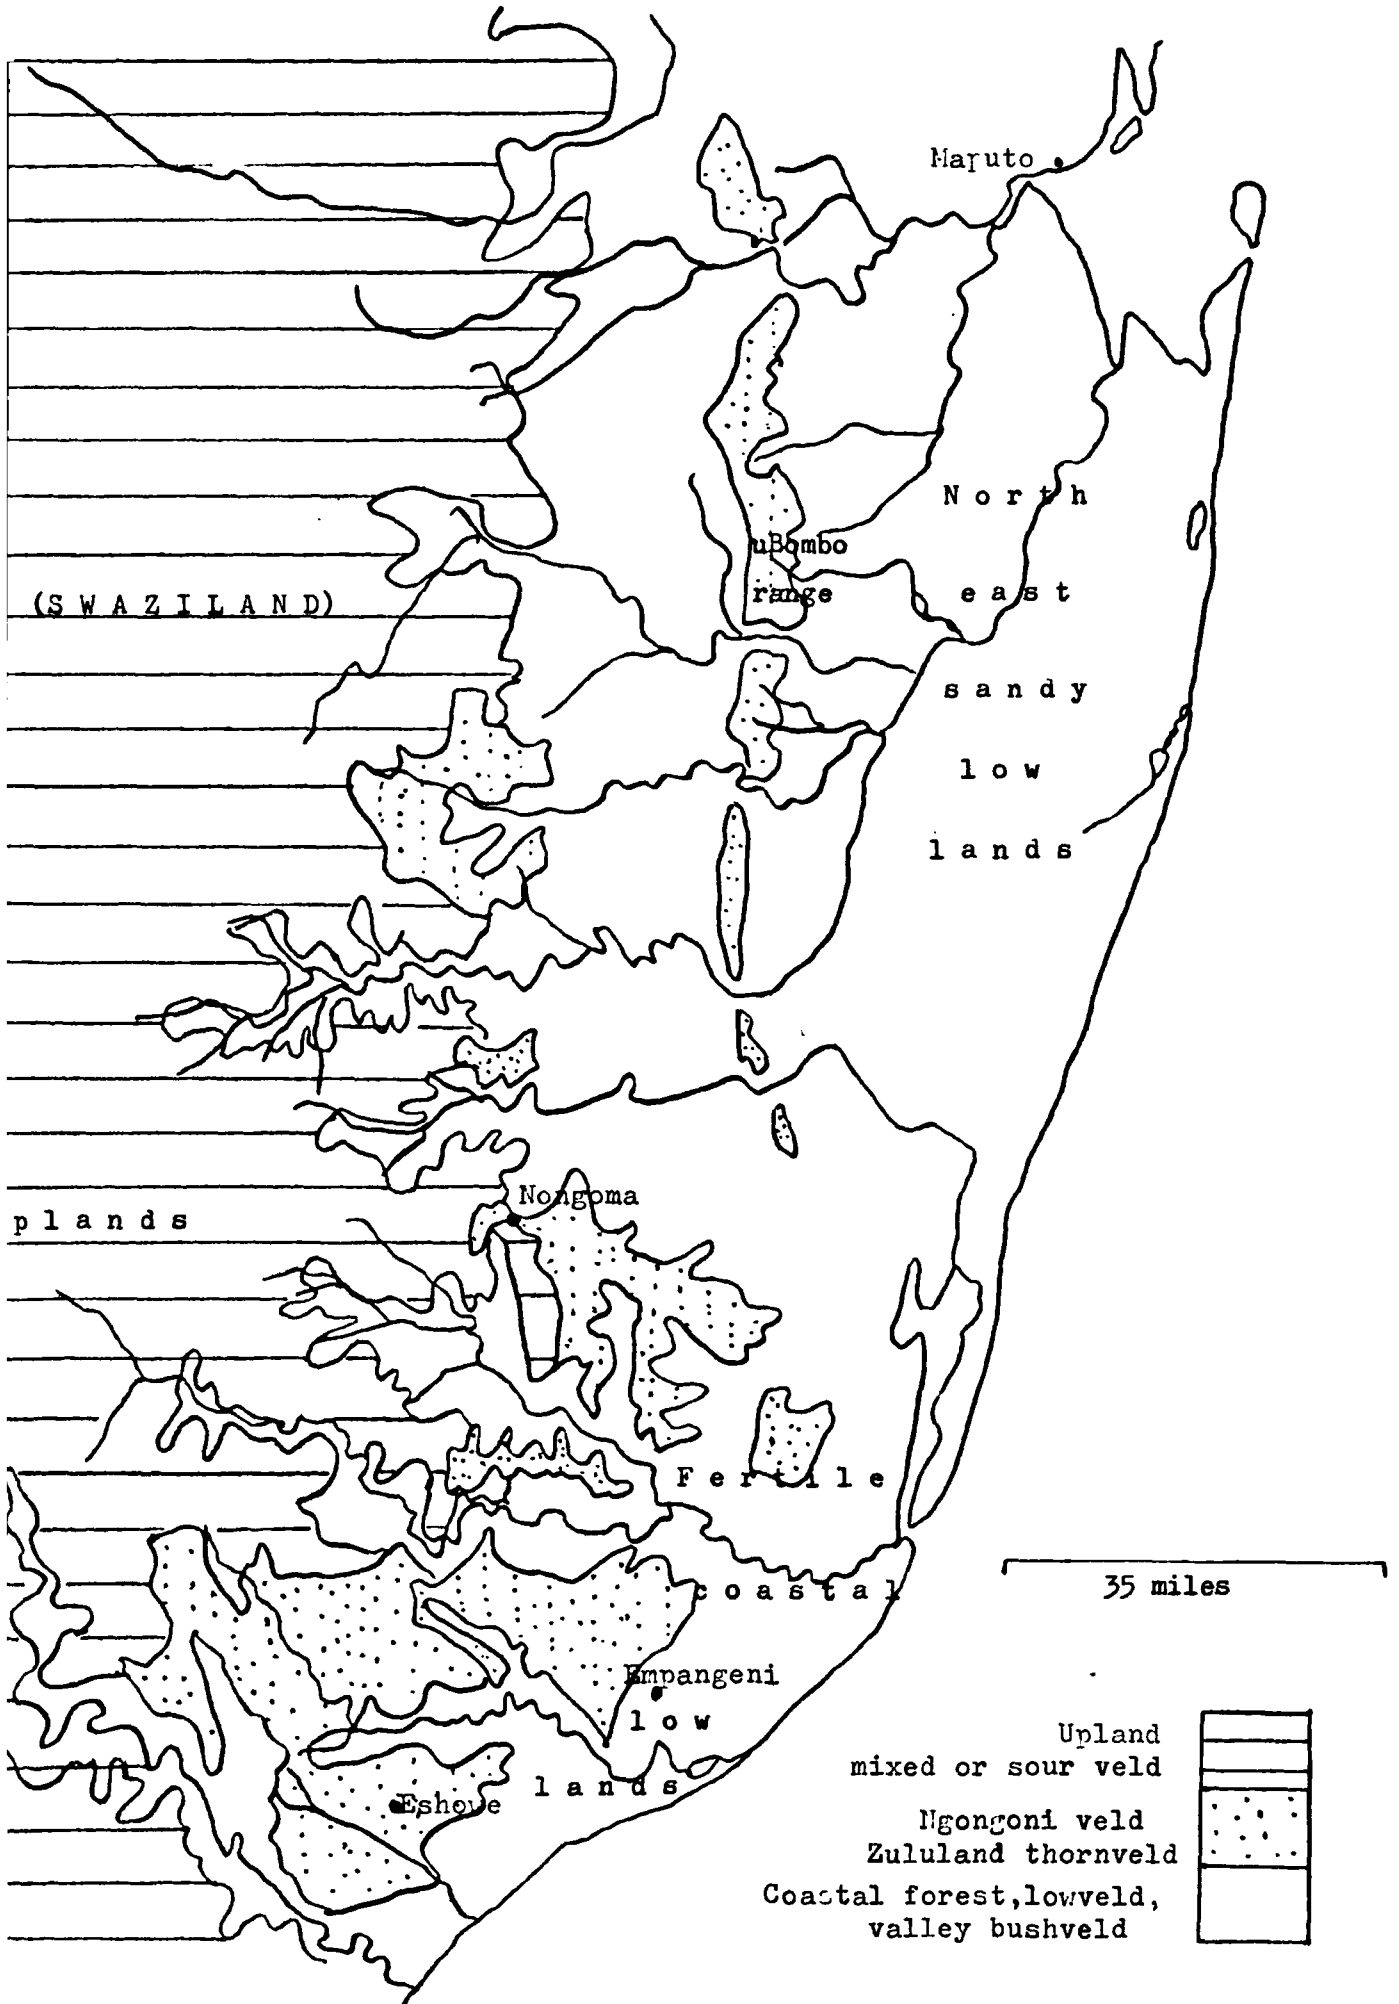 Maputo
North
uBombo
range
east
(SWAZILAND)
sandy
low
lands
Nongoma
plands
Fertile
coastal
35 miles
Empangeni
low
lands
Eshowe
Upland
mixed or sour veld
Ngongoni veld
Zululand thornveld
Coastal forest,lowveld,
valley bushveld